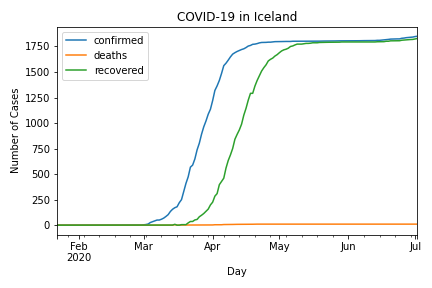 COVID-19 in Iceland
confirmed
deaths
recovered
Number of Cases
1750
1500
1250
1000
750
500
250
0
Feb
2020
Mar
Apr
May
Jun
Jul
Day